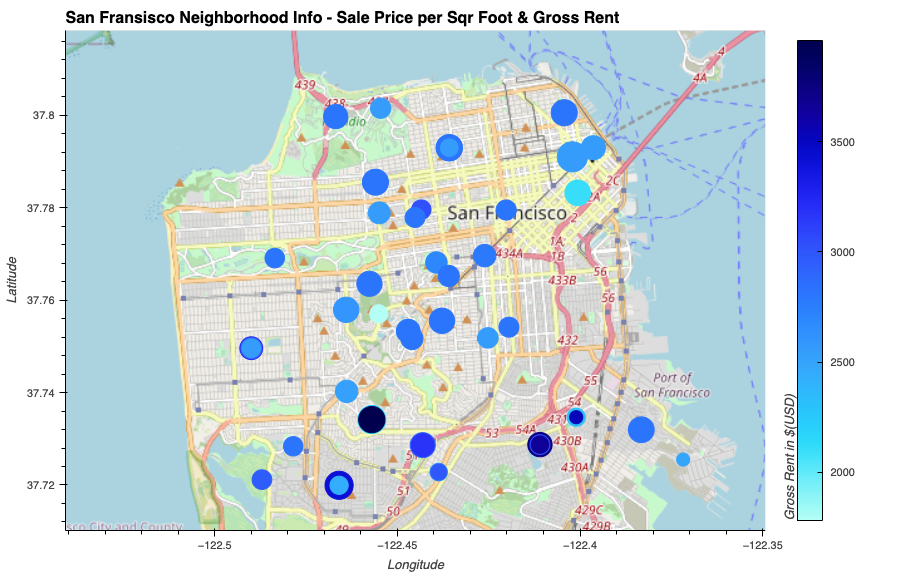 San Fransisco Neighborhood Info - Sale Price per Sqr Foot & Gross Rent
4
439
4A
438
37.8
dio
3500
2C
37.78
San Francisco
2A
2
1A
434A
1B
3000
56
433B
37.76
56
432
2500
55
Port of
San Francisco
37.74
54
431
53
54A
430B
430A
2000
37.72
51
50
429C
sco City and County
49
429B
−122.5
−122.45
−122.4
−122.35
Longitude
Latitude
Gross Rent in $(USD)